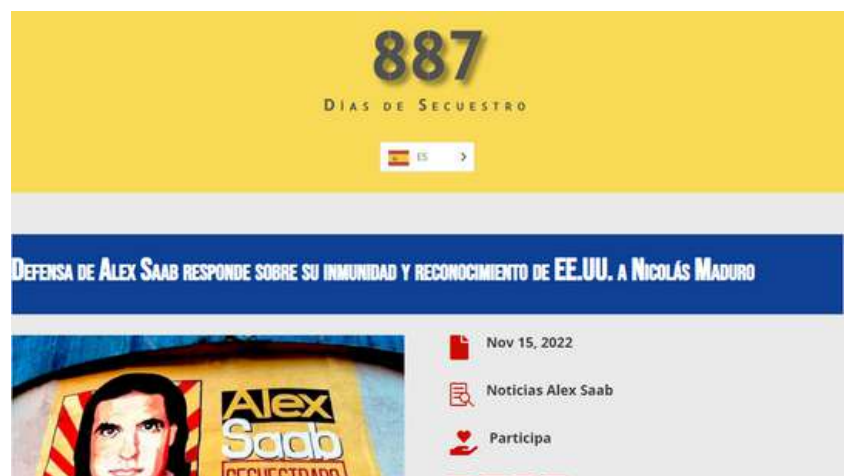 887
Días de Secuestro
ES
Defensa de Alex Saab responde sobre su inmunidad y reconocimiento de EE.UU. a Nicolás Maduro
Nov 15, 2022
Noticias Alex Saab
Participa
Alex
Saab
SECUESTRADO